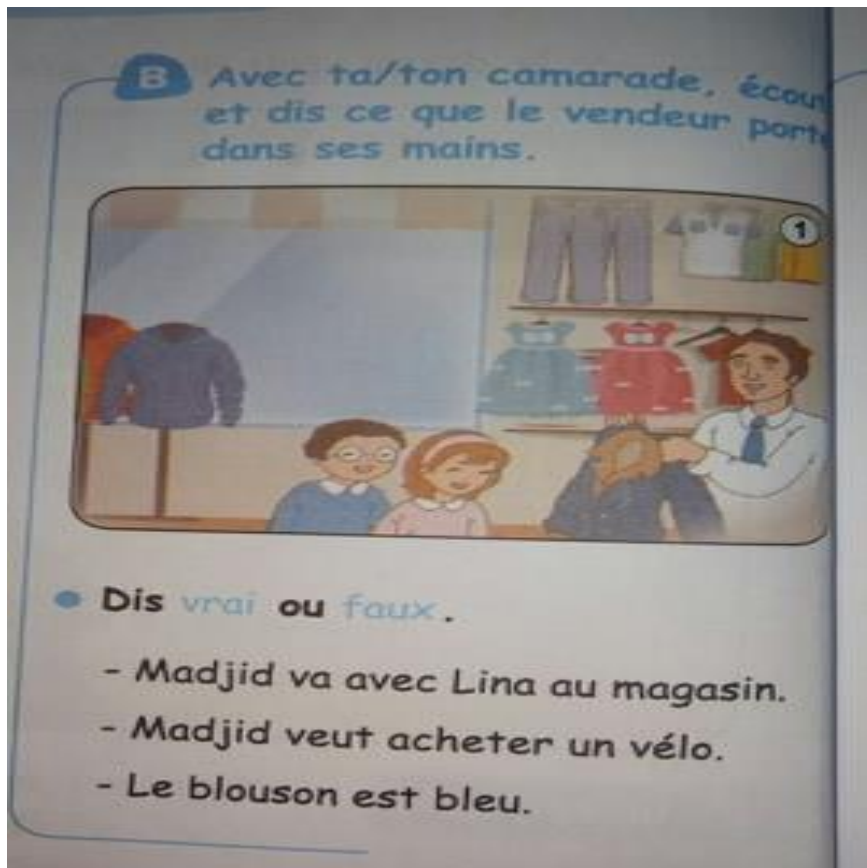 B Avec ta/ton camarade,
et dis ce que le vendeur
dans ses mains.
1
Dis vrai ou faux.
- Madjid va avec Lina au magasin.
- Madjid veut acheter un vélo.
- Le blouson est bleu.